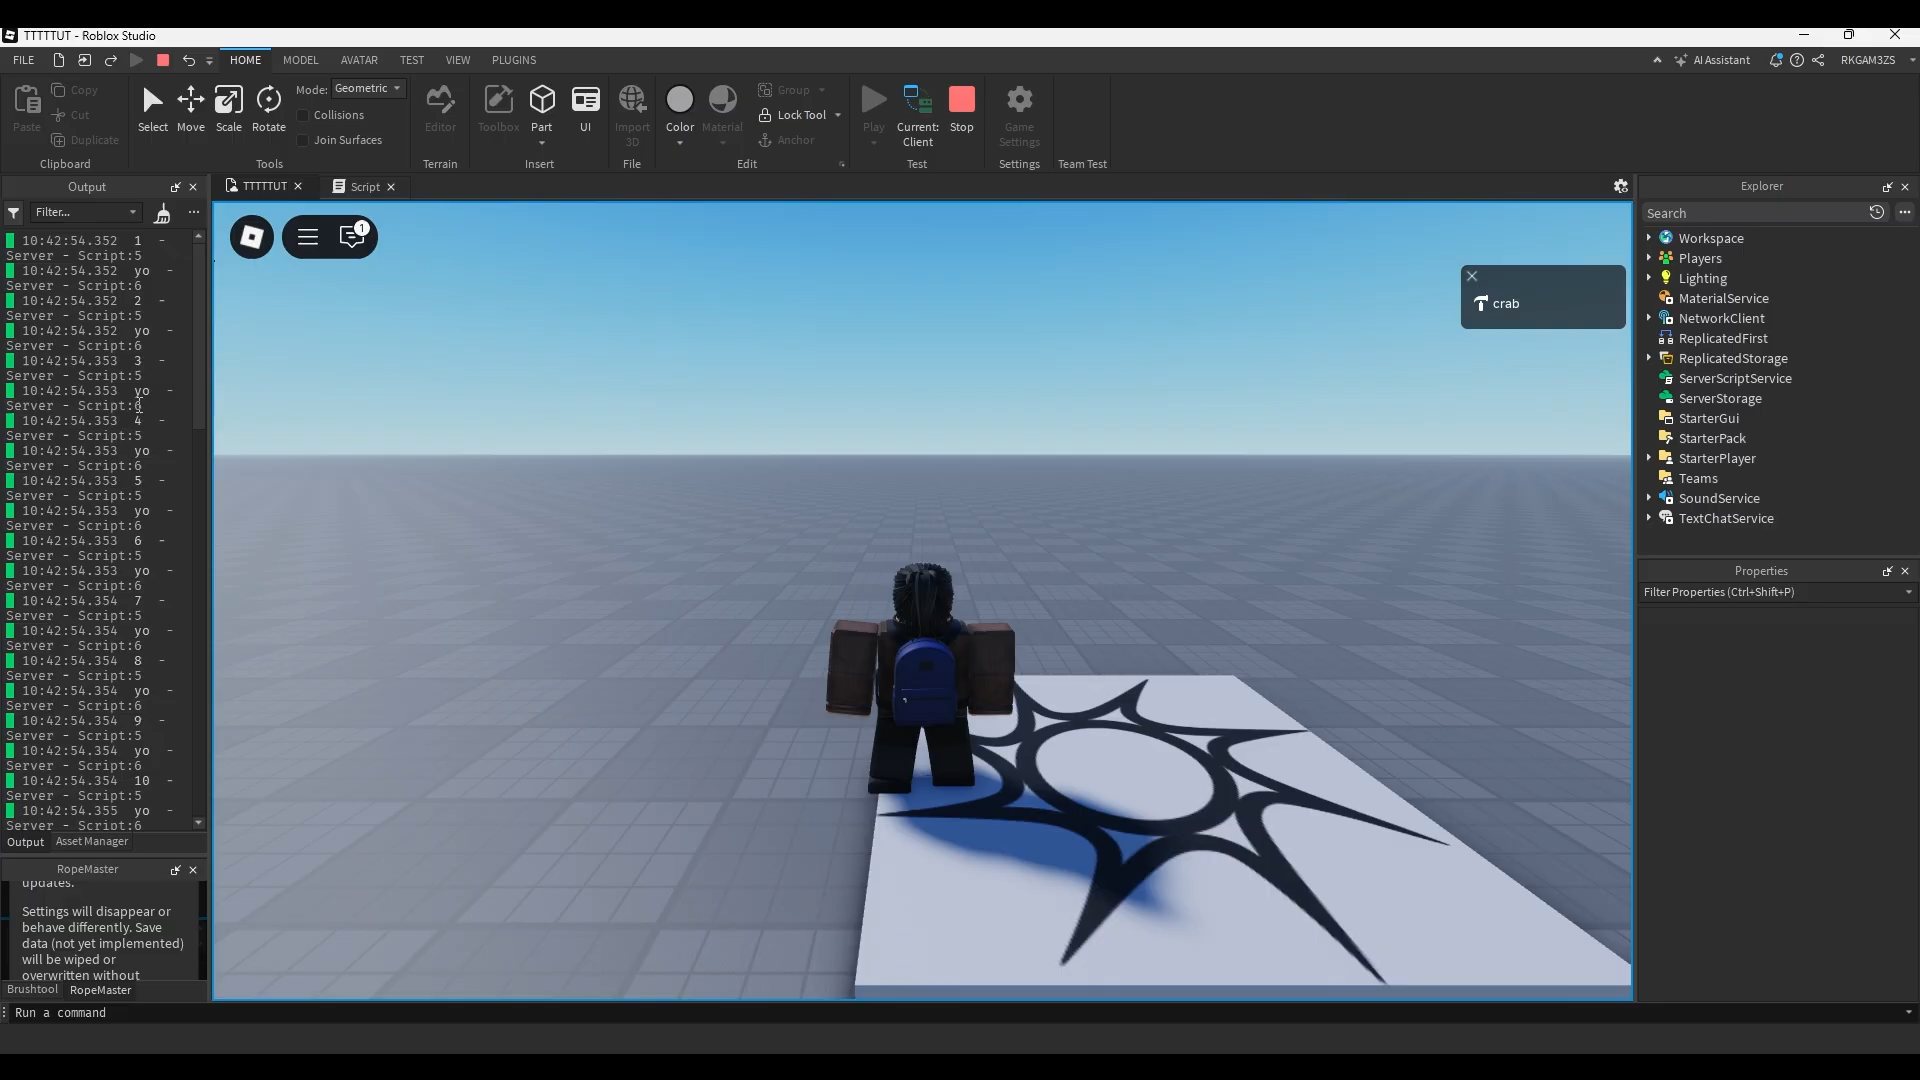 TTTTTUT - Roblox Studio
FILE HOME MODEL AVATAR TEST VIEW PLUGINS AI Assistant RKGAM3ZS
Copy
Cut
Duplicate
Paste
Select Move Scale Rotate
Mode: Geometric
Collisions
Join Surfaces
Editor
Toolbox Part UI
Import
3D
Color Material
Group
Lock Tool
Anchor
Play Current:
Client Stop
Game
Settings
Clipboard Tools Terrain Insert File Edit Test Settings Team Test
Output
Filter...
10:42:54.352 1 -
Server - Script:5
10:42:54.352 yo -
Server - Script:6
10:42:54.352 2 -
Server - Script:5
10:42:54.352 yo -
Server - Script:6
10:42:54.353 3 -
Server - Script:5
10:42:54.353 yo -
Server - Script:6
10:42:54.353 4 -
Server - Script:5
10:42:54.353 yo -
Server - Script:6
10:42:54.353 5 -
Server - Script:5
10:42:54.353 yo -
Server - Script:6
10:42:54.353 6 -
Server - Script:5
10:42:54.353 yo -
Server - Script:6
10:42:54.354 7 -
Server - Script:5
10:42:54.354 yo -
Server - Script:6
10:42:54.354 8 -
Server - Script:5
10:42:54.354 yo -
Server - Script:6
10:42:54.354 9 -
Server - Script:5
10:42:54.354 yo -
Server - Script:6
10:42:54.354 10 -
Server - Script:5
10:42:54.355 yo -
Server - Script:6
Output Asset Manager
RopeMaster
updates.
Settings will disappear or
behave differently. Save
data (not yet implemented)
will be wiped or
overwritten without
Brushtool RopeMaster
Run a command
TTTTTUT Script
1
crab
Explorer
Search
Workspace
Players
Lighting
MaterialService
NetworkClient
ReplicatedFirst
ReplicatedStorage
ServerScriptService
ServerStorage
StarterGui
StarterPack
StarterPlayer
Teams
SoundService
TextChatService
Properties
Filter Properties (Ctrl+Shift+P)